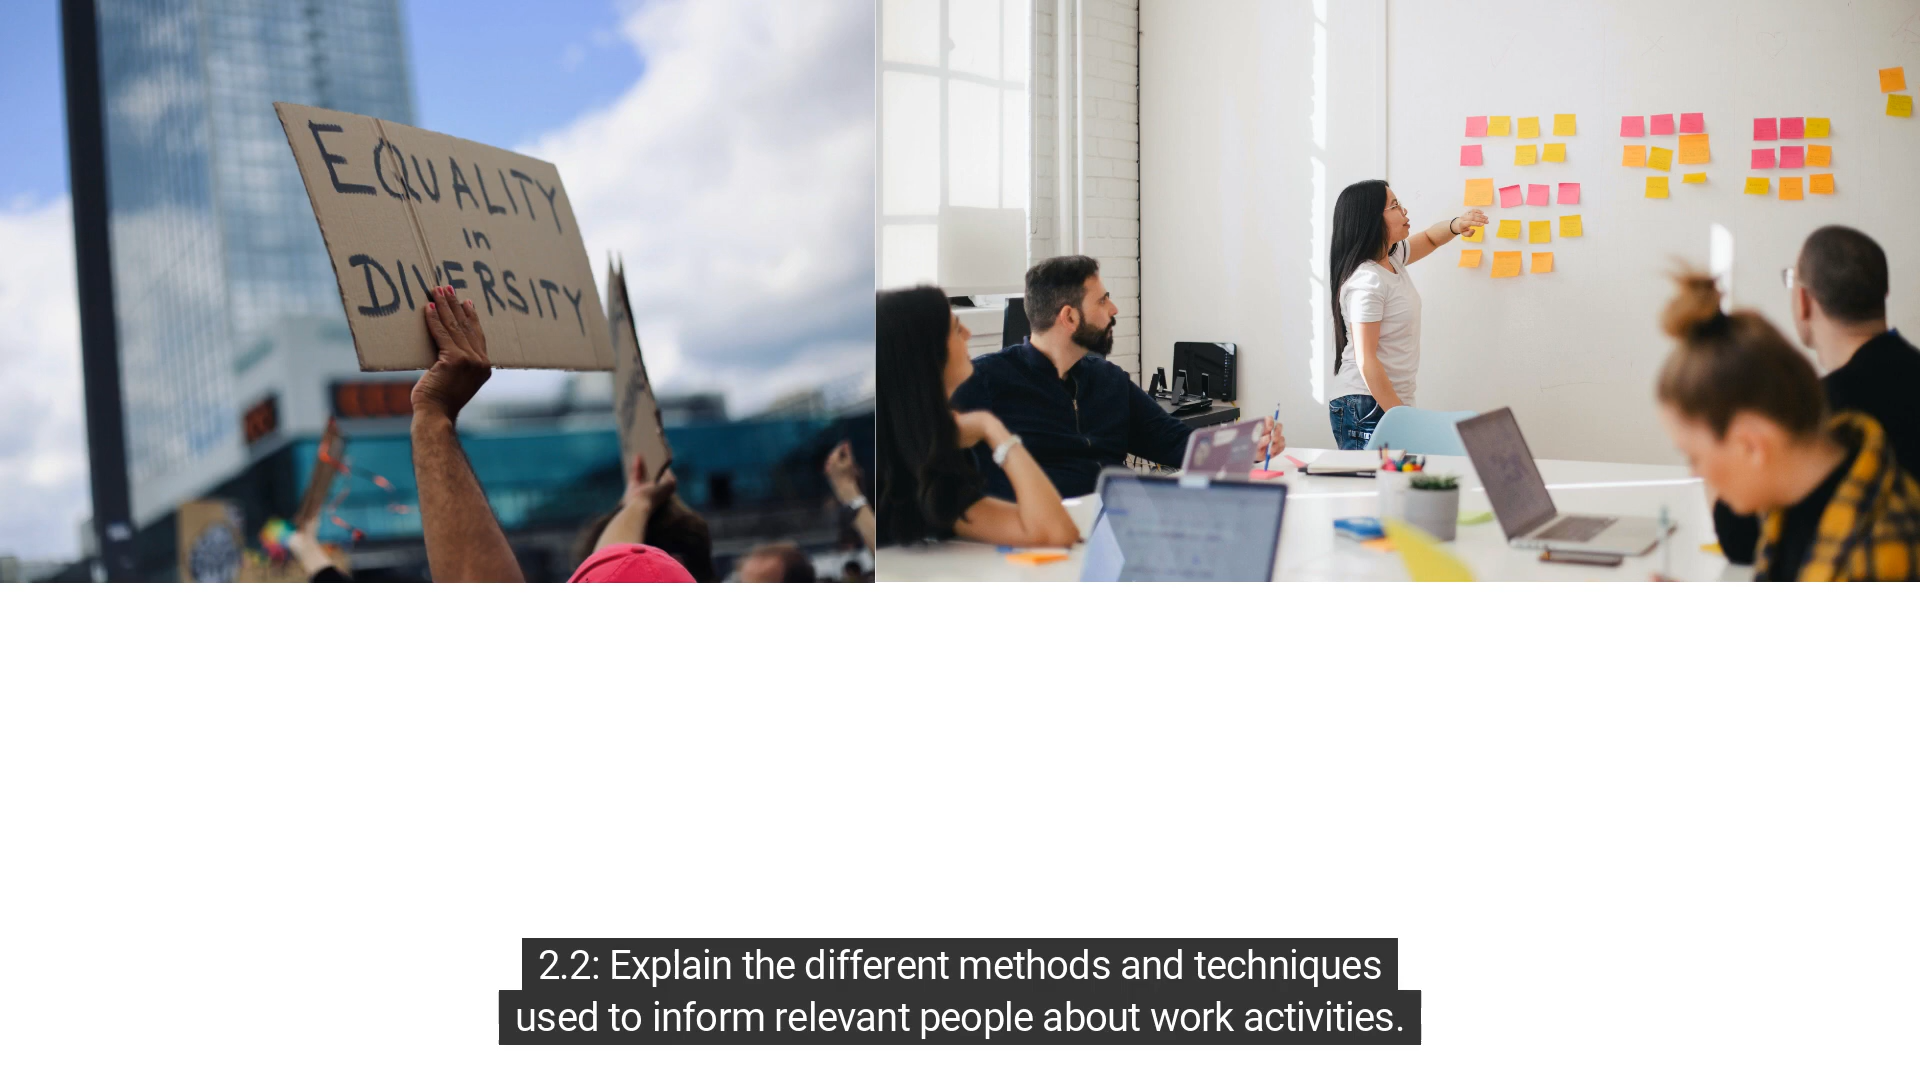 EQUALITY
in
DIVERSITY
2.2: Explain the different methods and techniques
used to inform relevant people about work activities.